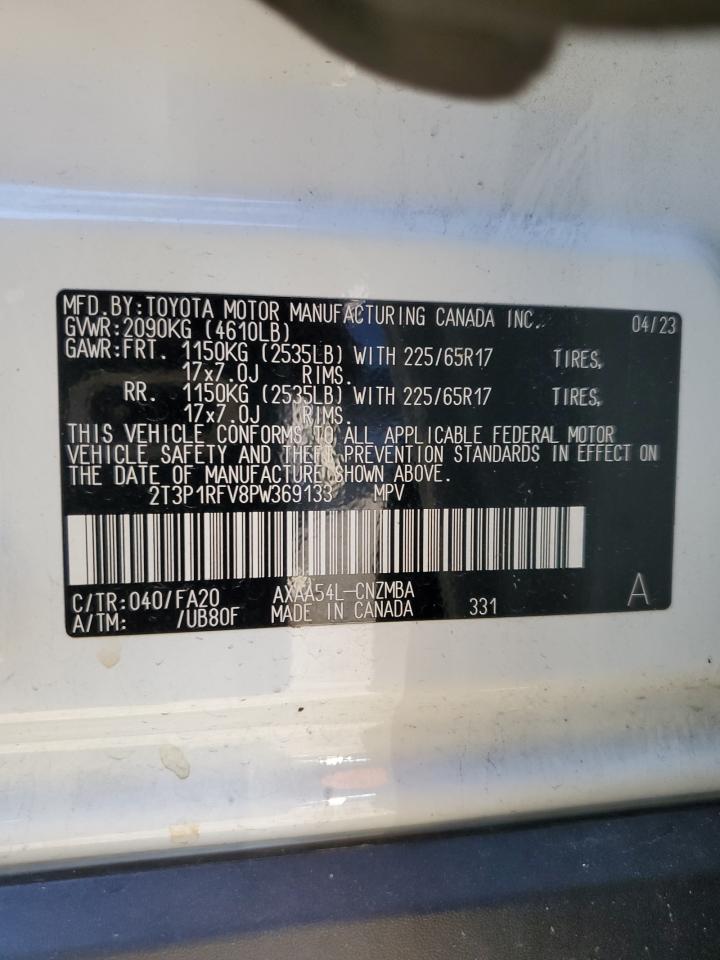 MFD.BY:TOYOTA MOTOR MANUFACTURING CANADA INC. 04/23
GVWR:2090KG (4610LB)
GAWR:FRT. 1150KG (2535LB) WITH 225/65R17 TIRES,
17x7.0J RIMS.
RR. 1150KG (2535LB) WITH 225/65R17 TIRES,
17x7.0J RIMS.
THIS VEHICLE CONFORMS TO ALL APPLICABLE FEDERAL MOTOR
VEHICLE SAFETY AND THEFT PREVENTION STANDARDS IN EFFECT ON
THE DATE OF MANUFACTURE SHOWN ABOVE.
2T3P1RFV8PW369133 MPV
C/TR:040/FA20 AXAA54L-CNZMBA A
A/TM: /UB80F MADE IN CANADA 331